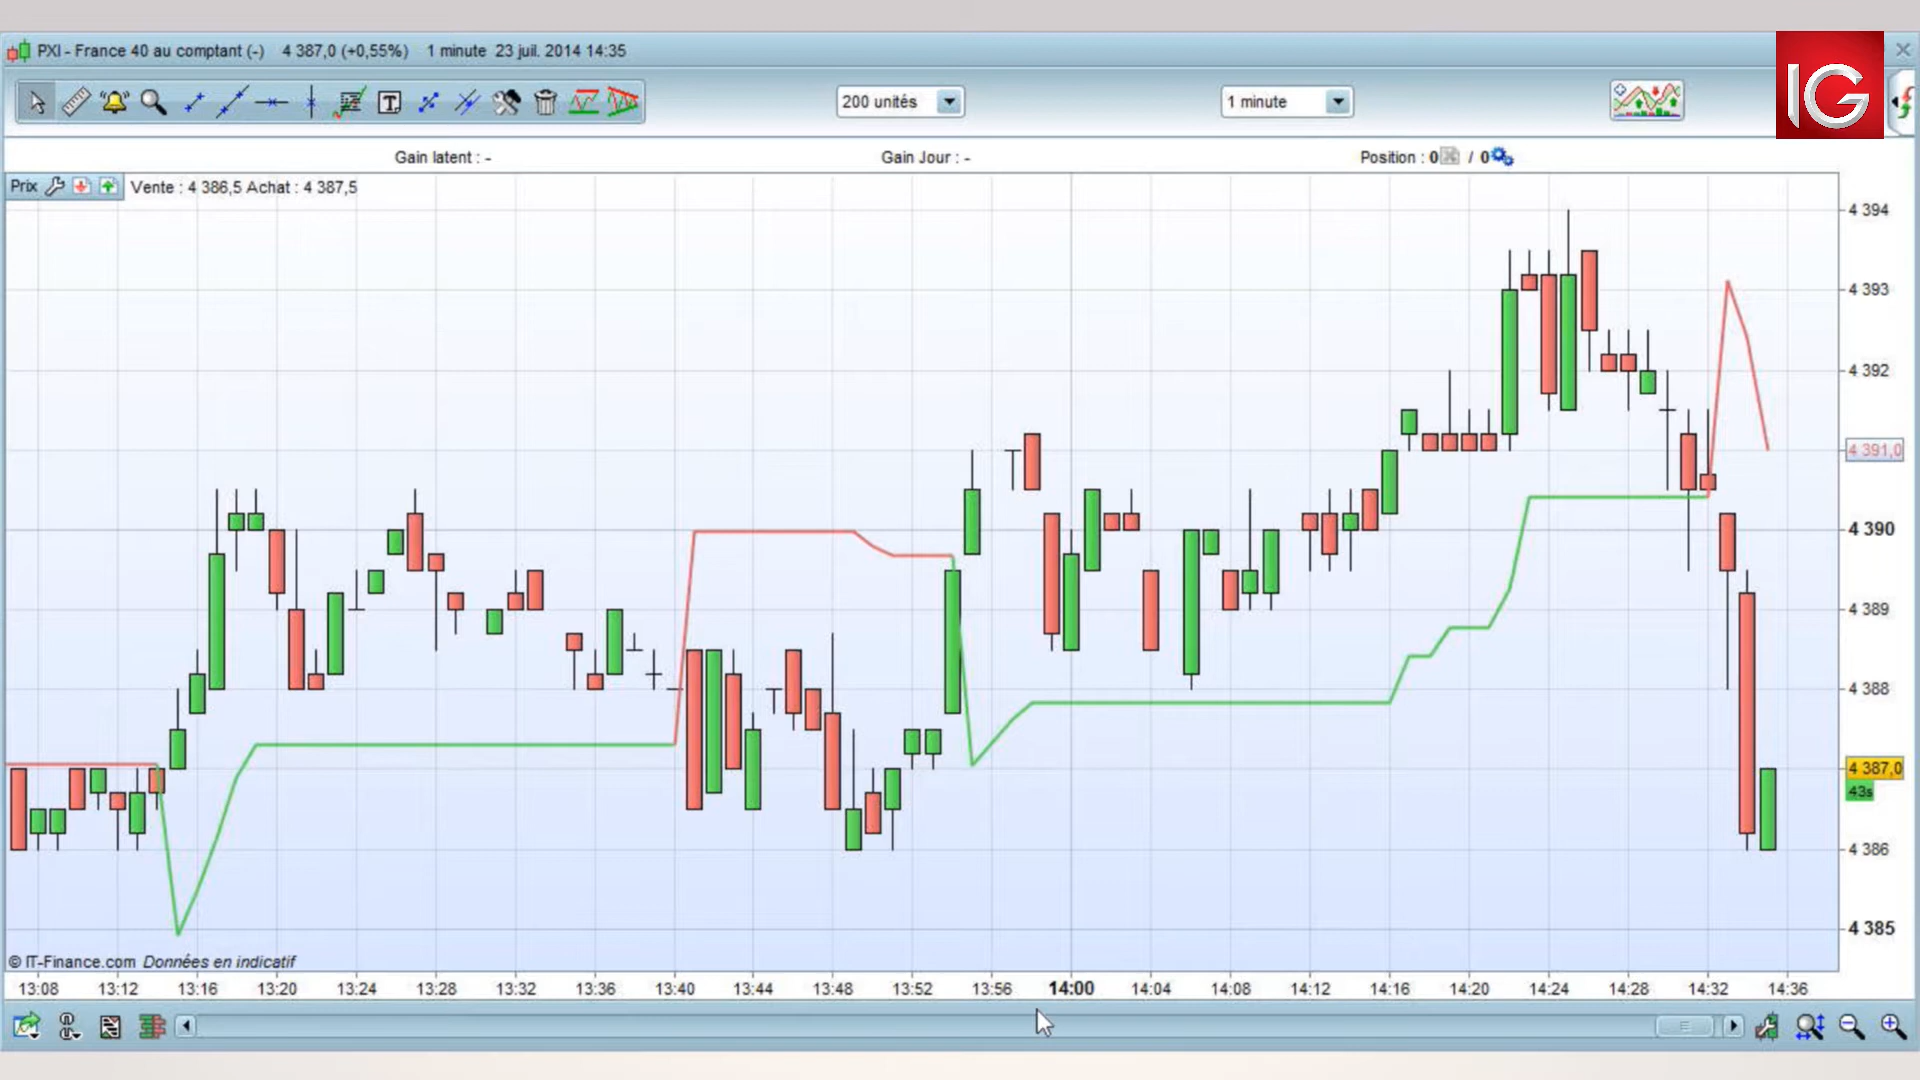 PXI - France 40 au comptant (-) 4 387,0 (+0,55%) 1 minute 23 juil. 2014 14:35
IG
T
200 unités
1 minute
Gain latent : -
Gain Jour : -
Position : 0 / 0
Prix
Vente : 4 386,5 Achat : 4 387,5
4 394
4 393
4 392
4 391,0
4 390
4 389
4 388
4 387,0
43s
4 386
4 385
© IT-Finance.com Données en indicatif
13:08 13:12 13:16 13:20 13:24 13:28 13:32 13:36 13:40 13:44 13:48 13:52 13:56 14:00 14:04 14:08 14:12 14:16 14:20 14:24 14:28 14:32 14:36